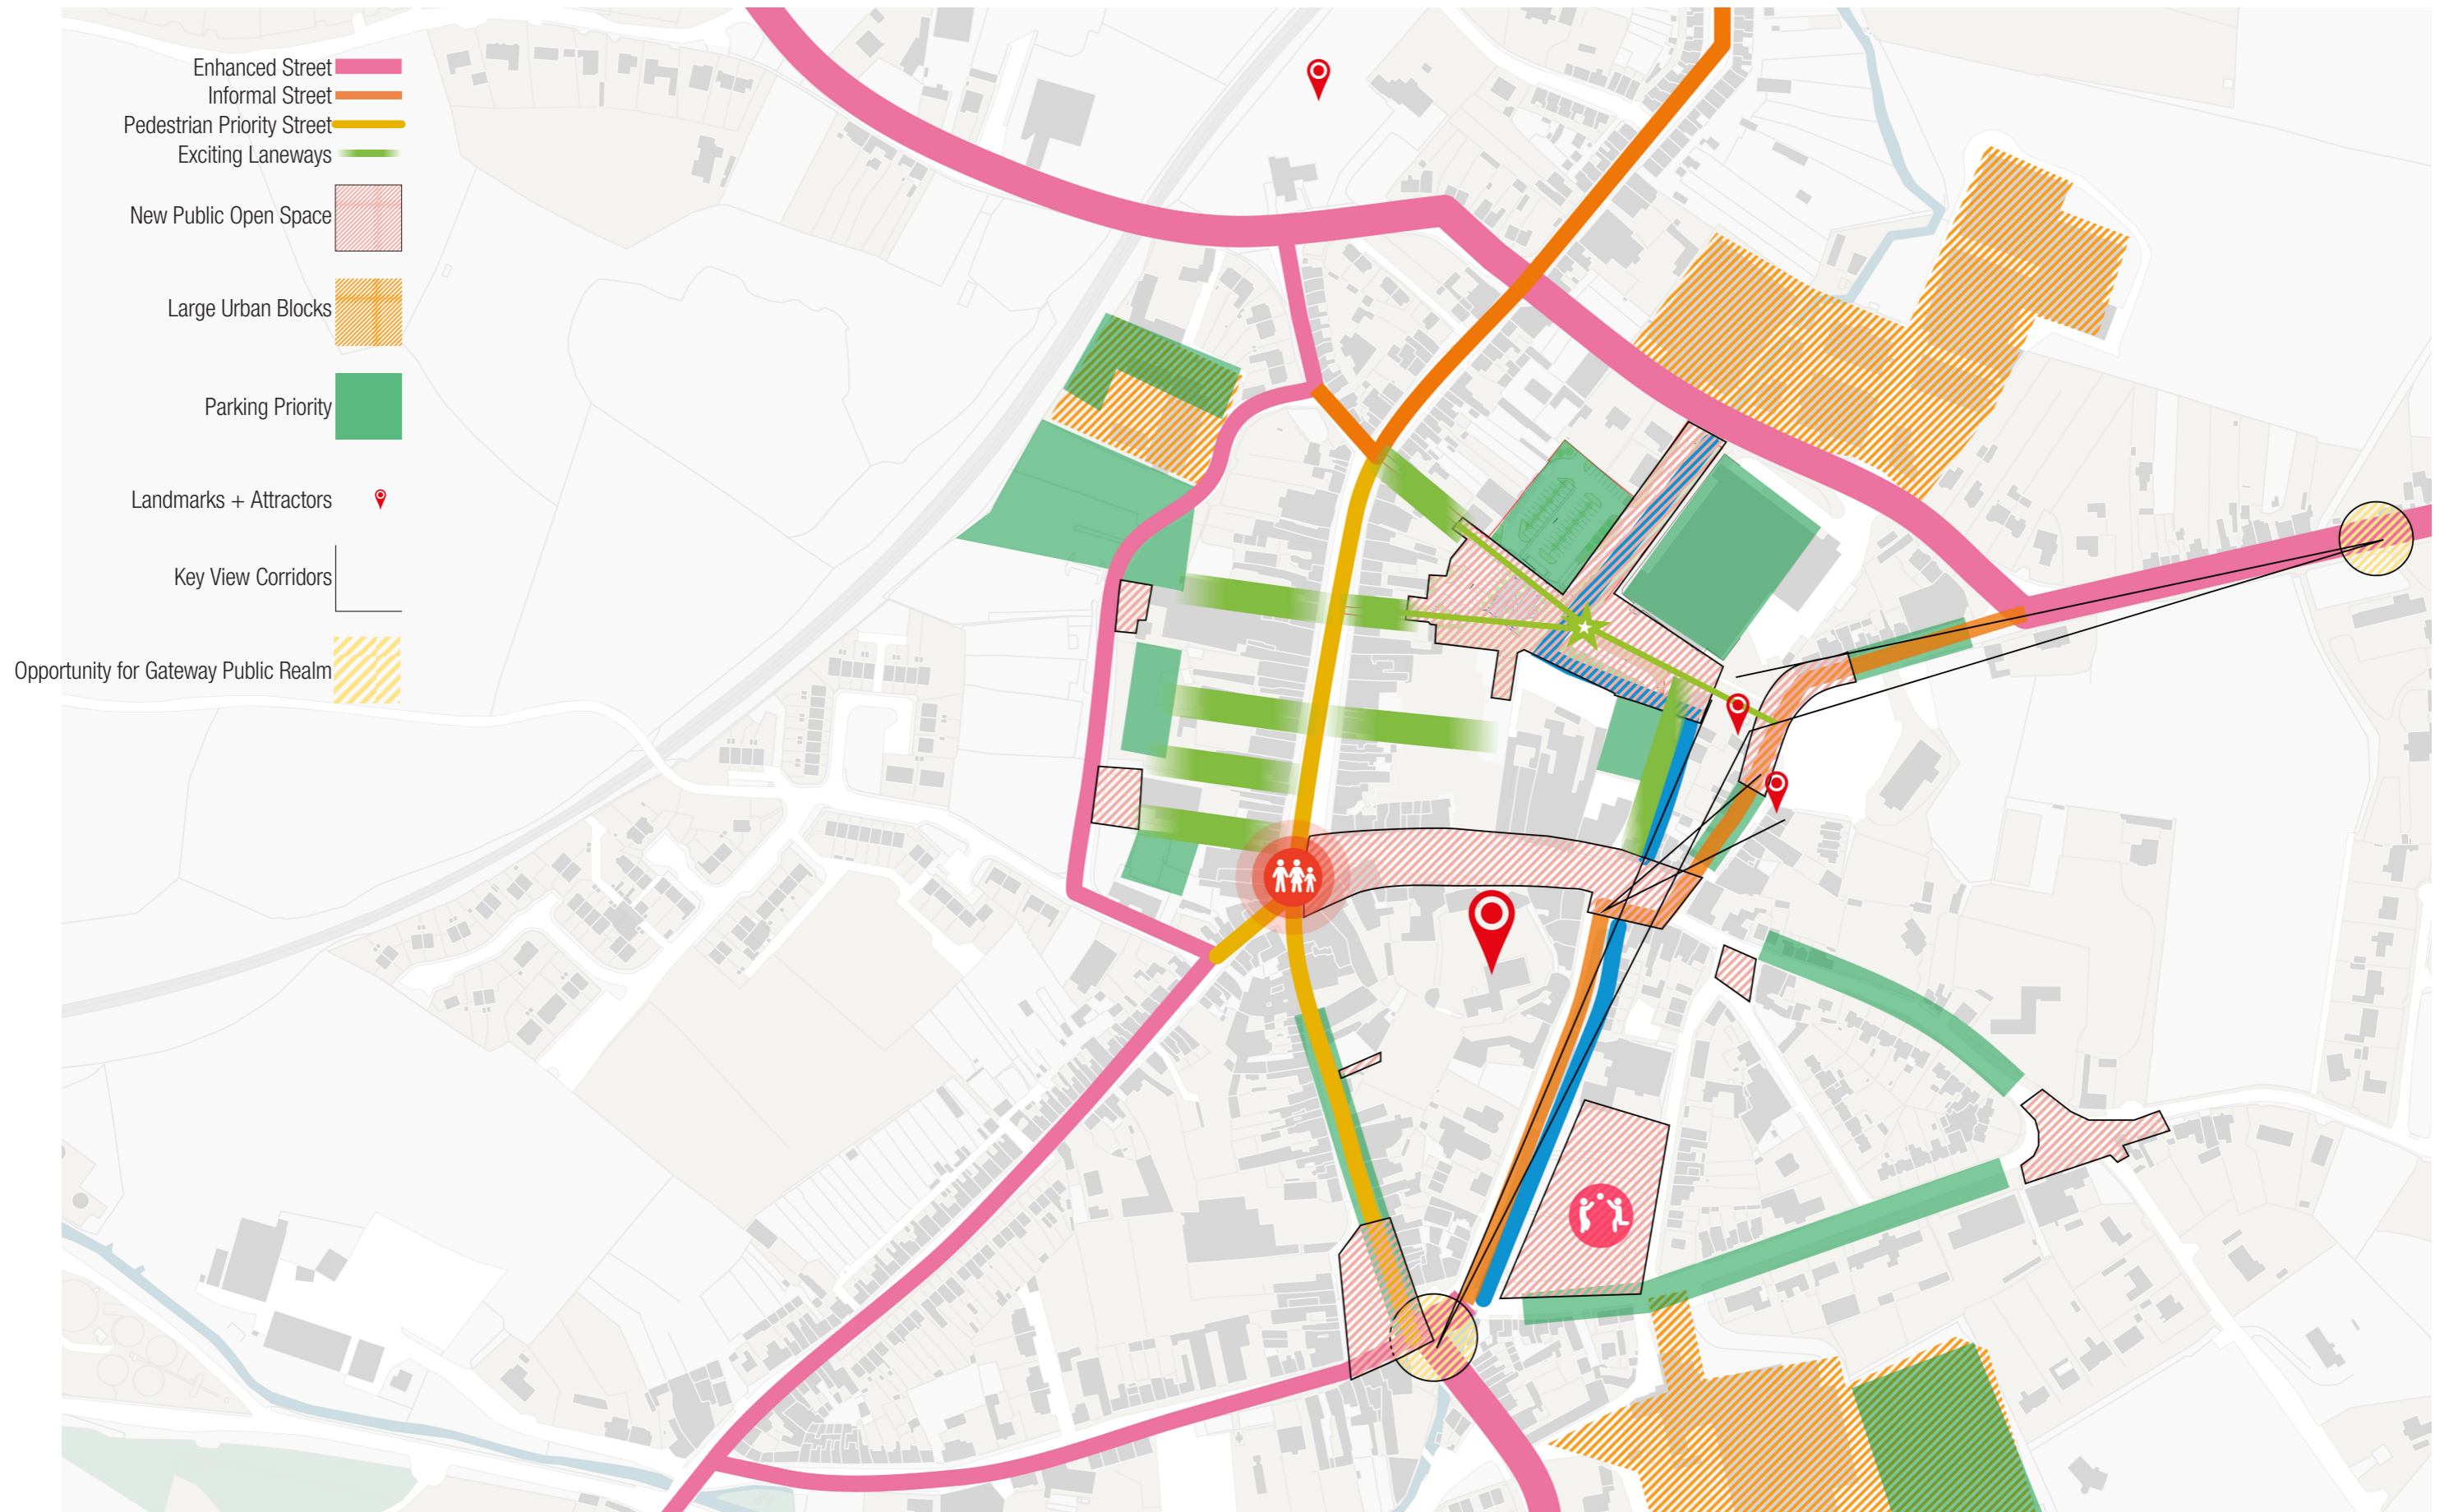 Enhanced Street
Informal Street
Pedestrian Priority Street
Exciting Laneways
New Public Open Space
Large Urban Blocks
Parking Priority
Landmarks + Attractors
Key View Corridors
Opportunity for Gateway Public Realm